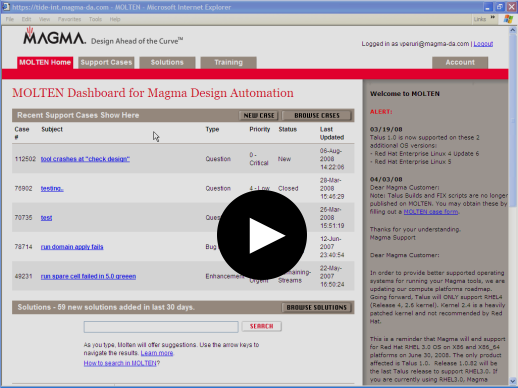 https://tide-int.magma-da.com - MOLTEN - Microsoft Internet Explorer
File Edit View Favorites Tools Help Links
MAGMA. Design Ahead of the Curve™
Logged in as vperuri@magma-da.com | Logout
MOLTEN Home Support Cases Solutions Training Account
MOLTEN Dashboard for Magma Design Automation
Recent Support Cases Show Here NEW CASE BROWSE CASES
Case # Subject Type Priority Status Last Updated
112502 tool crashes at "check design" Question 0 - Critical New 06-Aug-2008 14:22:06
76902 testing.. Question 4 - Low Closed 28-Mar-2008 15:46:29
70735 test 26-Mar-2008 15:51:19
78714 run domain apply fails Bug 12-Jun-2007 23:40:54
48231 run spare cell failed in 5.0 green Enhancement Urgent Streams 22-May-2007 16:50:24
Solutions - 59 new solutions added in last 30 days. BROWSE SOLUTIONS
SEARCH
As you type, Molten will offer suggestions. Use the arrow keys to
navigate the results. Learn more.
How to search in MOLTEN?
Welcome to MOLTEN
ALERT:
03/19/08
Talus 1.0 is now supported on these 2
additional OS versions:
- Red Hat Enterprise Linux 4 Update 6
- Red Hat Enterprise Linux 5
04/03/08
Dear Magma Customer:
Note: Talus Builds and FIX scripts are no longer
published on MOLTEN. You may obtain these by
filling out a MOLTEN case form.
Thanks for your understanding.
Magma Support
Dear Magma Customer:
In order to provide better supported operating
systems for running your Magma tools, we are
updating our compute platforms roadmap.
Going forward, Talus will ONLY support RHEL4
(Release 4, 2.6 kernel). Kernel 2.4 is a heavily
patched kernel and not recommended by Red
Hat.
This is a reminder that Magma will end support
for Red Hat RHEL 3.0 OS on X86 and X86_64
platforms on June 30, 2008. The only product
affected is Talus 1.0. Release 1.0.82 will be
the last Talus release to support RHEL3.0. If
you are currently using RHEL3.0, Magma